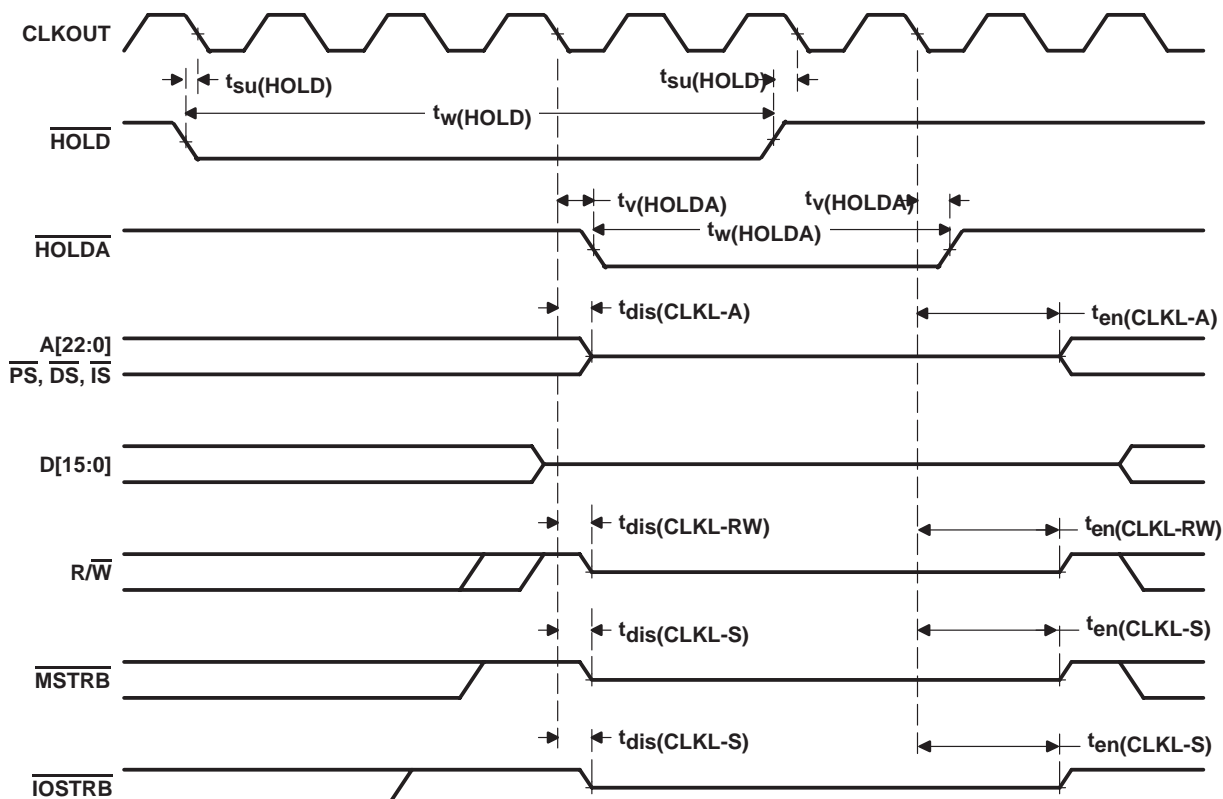 CLKOUT
tsu(HOLD)
tsu(HOLD)
tw(HOLD)
HOLD
tv(HOLDA)
tv(HOLDA)
tw(HOLDA)
HOLDA
tdis(CLKL-A)
ten(CLKL-A)
A[22:0]
PS, DS, IS
D[15:0]
tdis(CLKL-RW)
ten(CLKL-RW)
R/W
tdis(CLKL-S)
ten(CLKL-S)
MSTRB
tdis(CLKL-S)
ten(CLKL-S)
IOSTRB